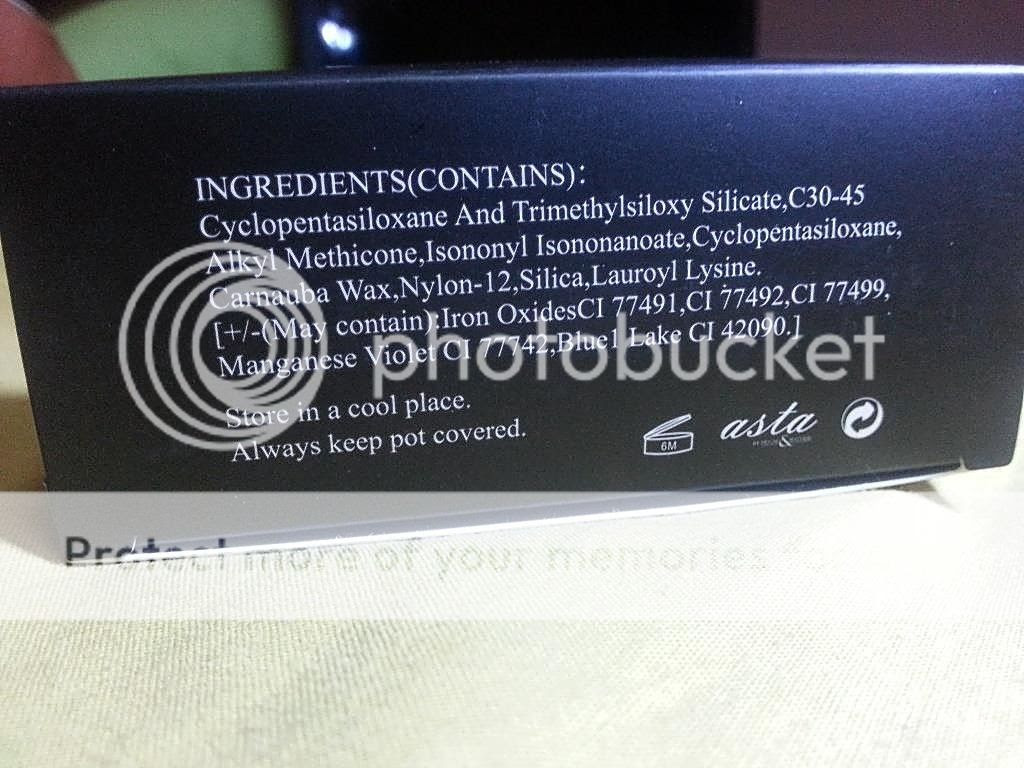 INGREDIENTS(CONTAINS):
Cyclopentasiloxane And Trimethylsiloxy Silicate,C30-45
Alkyl Methicone,Isononyl Isononanoate,Cyclopentasiloxane,
Carnauba Wax,Nylon-12,Silica,Lauroyl Lysine.
[+/-(May contain):Iron OxidesCI 77491,CI 77492,CI 77499,
Manganese Violet CI 77742,Blue1 Lake CI 42090.]
Store in a cool place.
Always keep pot covered.
6M
asta
&
photobucket
Protect more of your memories